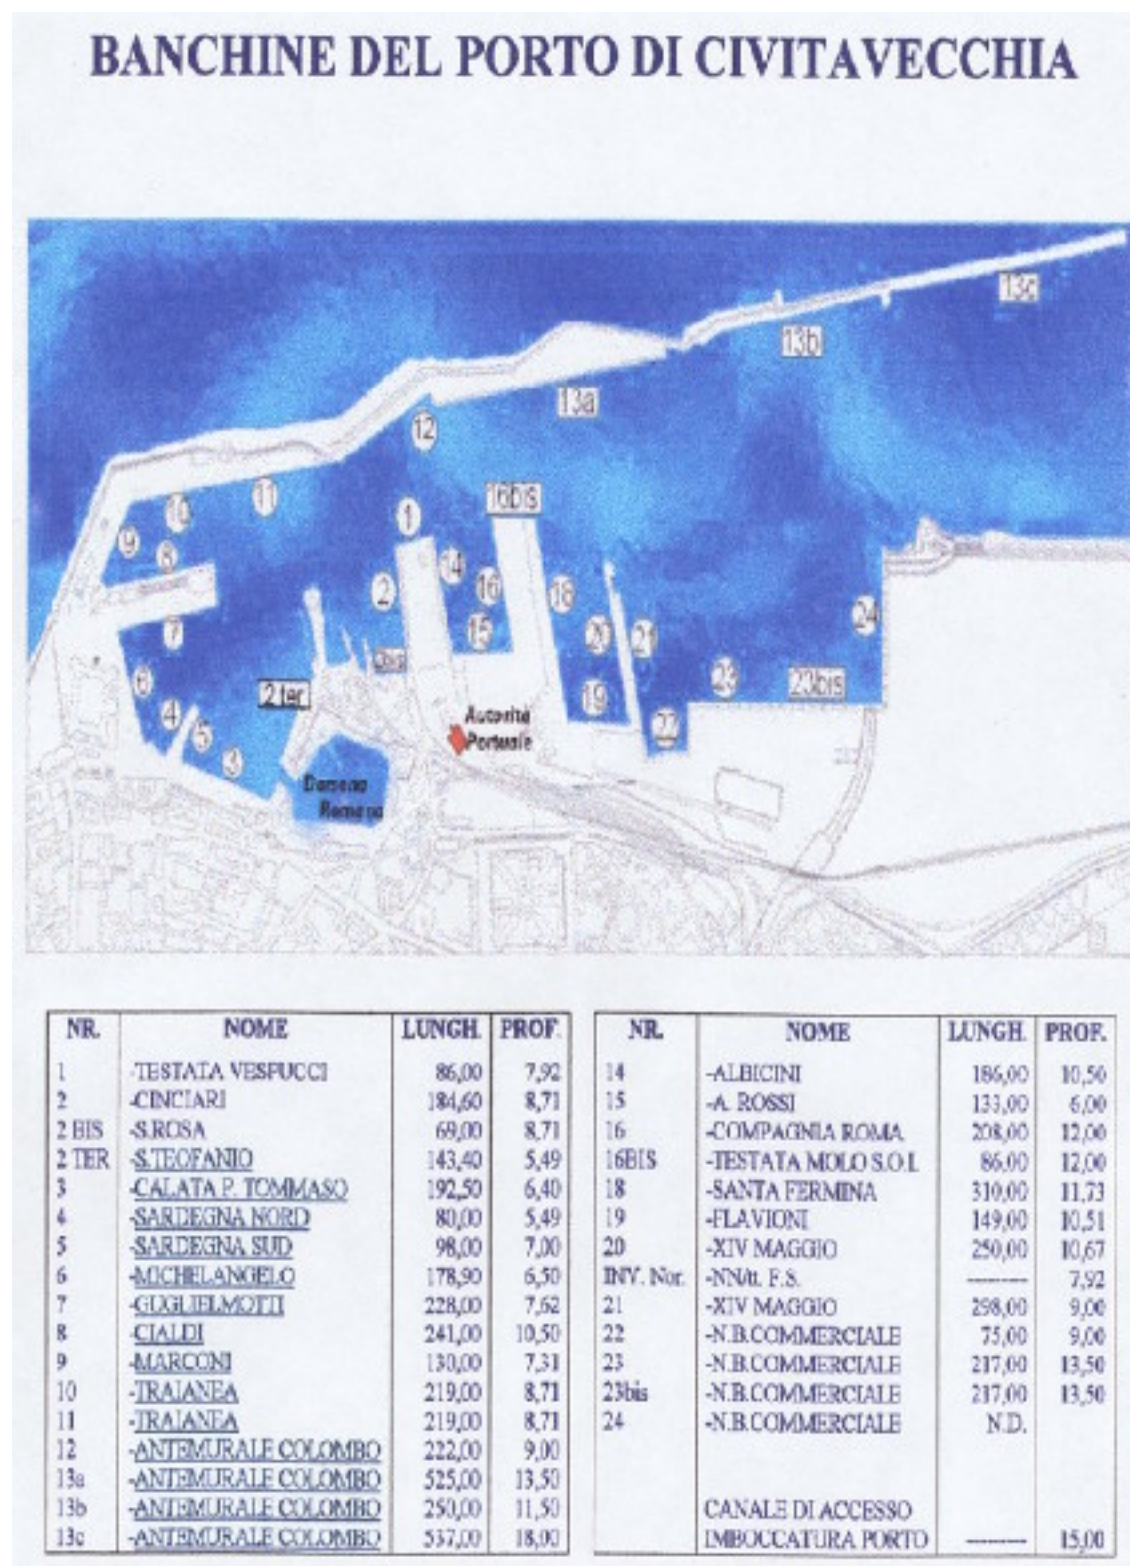 BANCHINE DEL PORTO DI CIVITAVECCHIA
13c
13b
13a
12
11
10
9
8
16bis
1
14
2
16
18
15
7
20
21
24
2bis
6
2 ter
4
5
3
19
23
23bis
22
Autorità
Portuale
Darsena
Romana
NR. NOME LUNGH. PROF.
1 -TESTATA VESPUCCI 86,00 7,92
2 -CINCIARI 184,60 8,71
2 BIS -S.ROSA 69,00 8,71
2 TER -S.TEOFANIO 143,40 5,49
3 -CALATA P. TOMMASO 192,50 6,40
4 -SARDEGNA NORD 80,00 5,49
5 -SARDEGNA SUD 98,00 7,00
6 -MICHELANGELO 178,90 6,50
7 -GUGLIELMOTTI 228,00 7,62
8 -CIALDI 241,00 10,50
9 -MARCONI 130,00 7,31
10 -TRAIANEA 219,00 8,71
11 -TRAIANEA 219,00 8,71
12 -ANTEMURALE COLOMBO 222,00 9,00
13a -ANTEMURALE COLOMBO 525,00 13,50
13b -ANTEMURALE COLOMBO 250,00 11,50
13c -ANTEMURALE COLOMBO 537,00 18,00
NR. NOME LUNGH. PROF.
14 -ALBICINI 186,00 10,50
15 -A. ROSSI 133,00 6,00
16 -COMPAGNIA ROMA 208,00 12,00
16BIS -TESTATA MOLO S.O.I. 86,00 12,00
18 -SANTA FERMINA 310,00 11,73
19 -FLAVIONI 149,00 10,51
20 -XIV MAGGIO 250,00 10,67
INV. Nor. -NN/tt. F.S. -------- 7,92
21 -XIV MAGGIO 298,00 9,00
22 -N.B.COMMERCIALE 75,00 9,00
23 -N.B.COMMERCIALE 217,00 13,50
23bis -N.B.COMMERCIALE 217,00 13,50
24 -N.B.COMMERCIALE N.D.
CANALE DI ACCESSO
IMBOCCATURA PORTO -------- 15,00